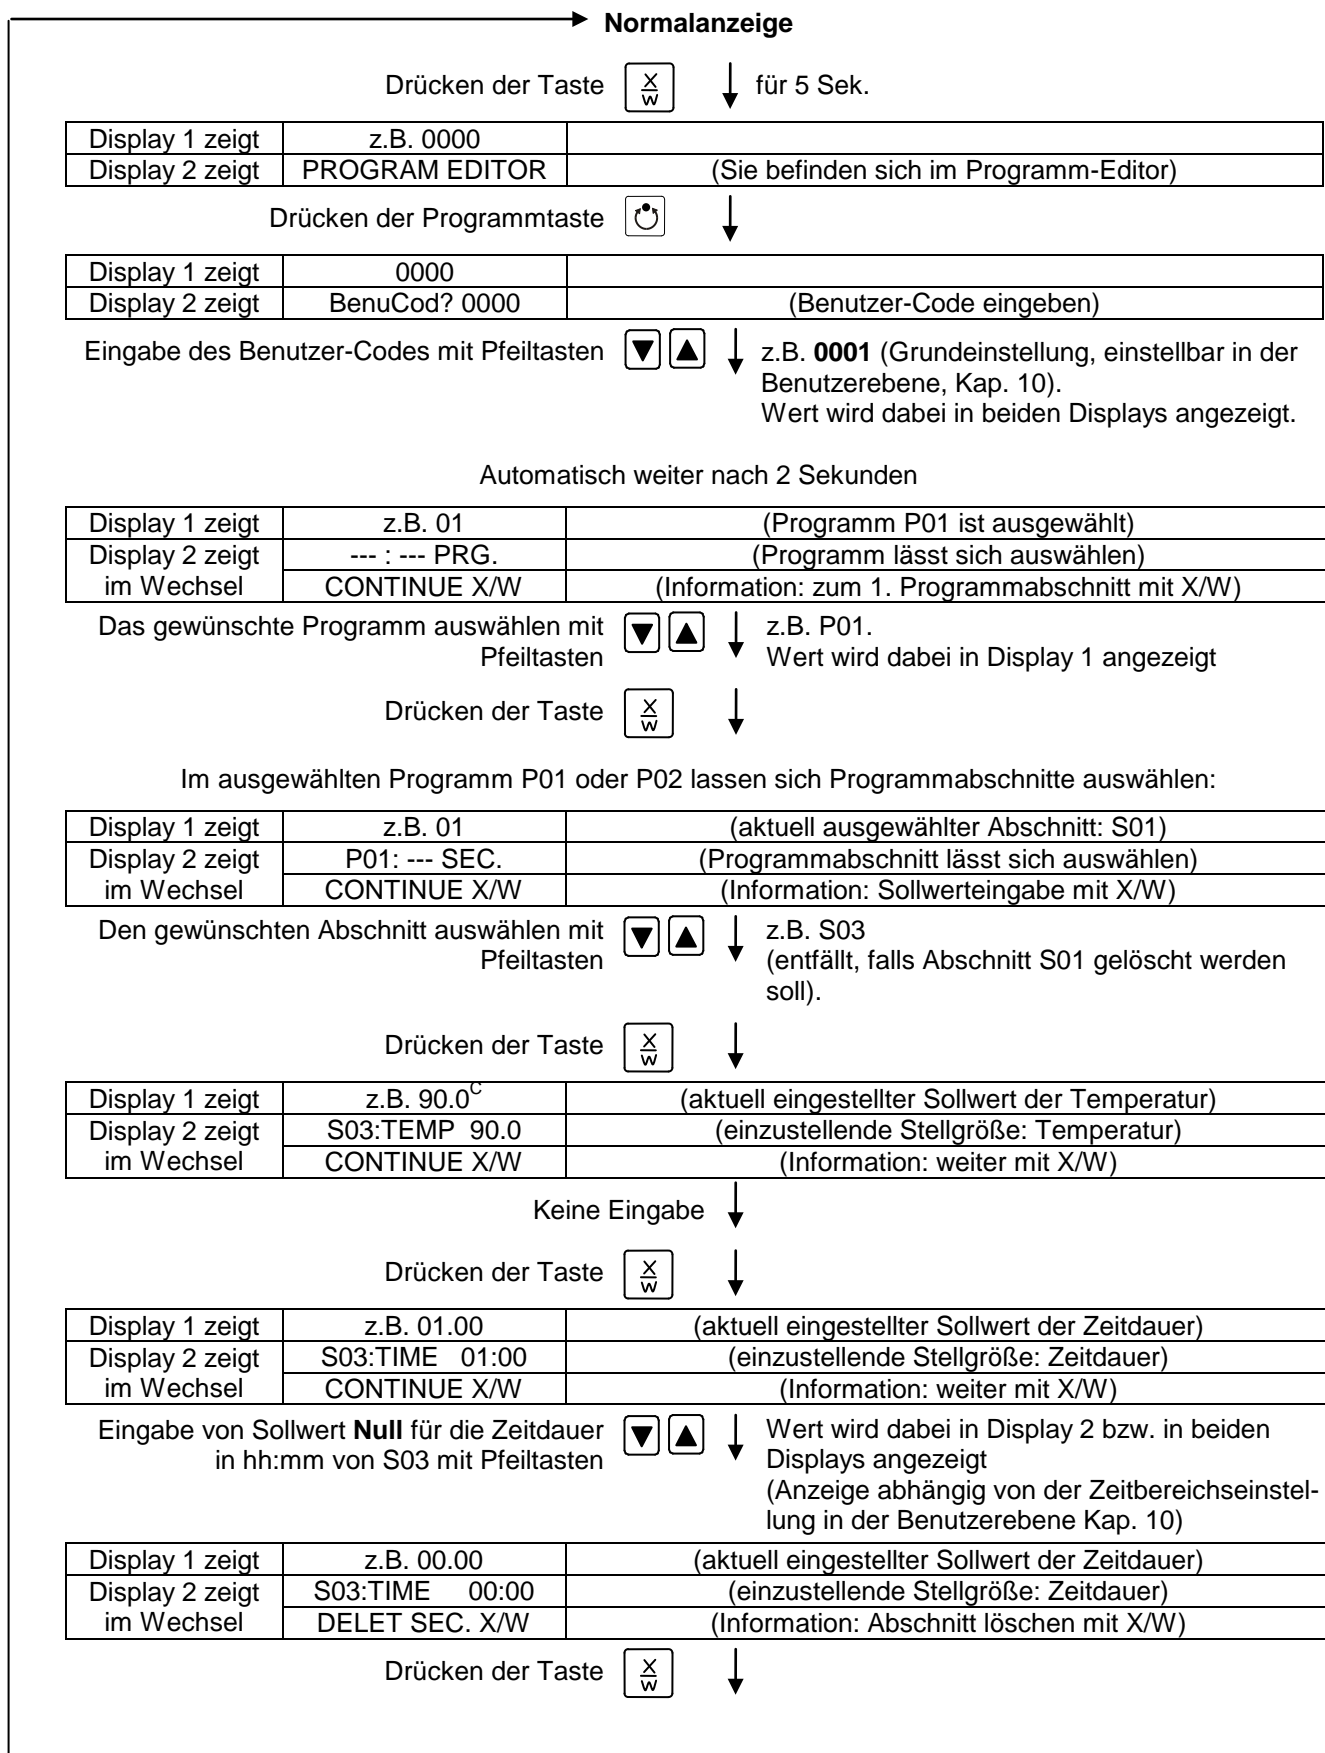 Normalanzeige
Drücken der Taste X/W für 5 Sek.
Display 1 zeigt z.B. 0000
Display 2 zeigt PROGRAM EDITOR (Sie befinden sich im Programm-Editor)
Drücken der Programmtaste
Display 1 zeigt 0000
Display 2 zeigt BenuCod? 0000 (Benutzer-Code eingeben)
Eingabe des Benutzer-Codes mit Pfeiltasten z.B. 0001 (Grundeinstellung, einstellbar in der
Benutzerebene, Kap. 10).
Wert wird dabei in beiden Displays angezeigt.
Automatisch weiter nach 2 Sekunden
Display 1 zeigt z.B. 01 (Programm P01 ist ausgewählt)
Display 2 zeigt --- : --- PRG. (Programm lässt sich auswählen)
im Wechsel CONTINUE X/W (Information: zum 1. Programmabschnitt mit X/W)
Das gewünschte Programm auswählen mit z.B. P01.
Pfeiltasten Wert wird dabei in Display 1 angezeigt
Drücken der Taste X/W
Im ausgewählten Programm P01 oder P02 lassen sich Programmabschnitte auswählen:
Display 1 zeigt z.B. 01 (aktuell ausgewählter Abschnitt: S01)
Display 2 zeigt P01: --- SEC. (Programmabschnitt lässt sich auswählen)
im Wechsel CONTINUE X/W (Information: Sollwerteingabe mit X/W)
Den gewünschten Abschnitt auswählen mit z.B. S03
Pfeiltasten (entfällt, falls Abschnitt S01 gelöscht werden
soll).
Drücken der Taste X/W
Display 1 zeigt z.B. 90.0C (aktuell eingestellter Sollwert der Temperatur)
Display 2 zeigt S03:TEMP 90.0 (einzustellende Stellgröße: Temperatur)
im Wechsel CONTINUE X/W (Information: weiter mit X/W)
Keine Eingabe
Drücken der Taste X/W
Display 1 zeigt z.B. 01.00 (aktuell eingestellter Sollwert der Zeitdauer)
Display 2 zeigt S03:TIME 01:00 (einzustellende Stellgröße: Zeitdauer)
im Wechsel CONTINUE X/W (Information: weiter mit X/W)
Eingabe von Sollwert Null für die Zeitdauer Wert wird dabei in Display 2 bzw. in beiden
in hh:mm von S03 mit Pfeiltasten Displays angezeigt
(Anzeige abhängig von der Zeitbereichseinstel-
lung in der Benutzerebene Kap. 10)
Display 1 zeigt z.B. 00.00 (aktuell eingestellter Sollwert der Zeitdauer)
Display 2 zeigt S03:TIME 00:00 (einzustellende Stellgröße: Zeitdauer)
im Wechsel DELET SEC. X/W (Information: Abschnitt löschen mit X/W)
Drücken der Taste X/W